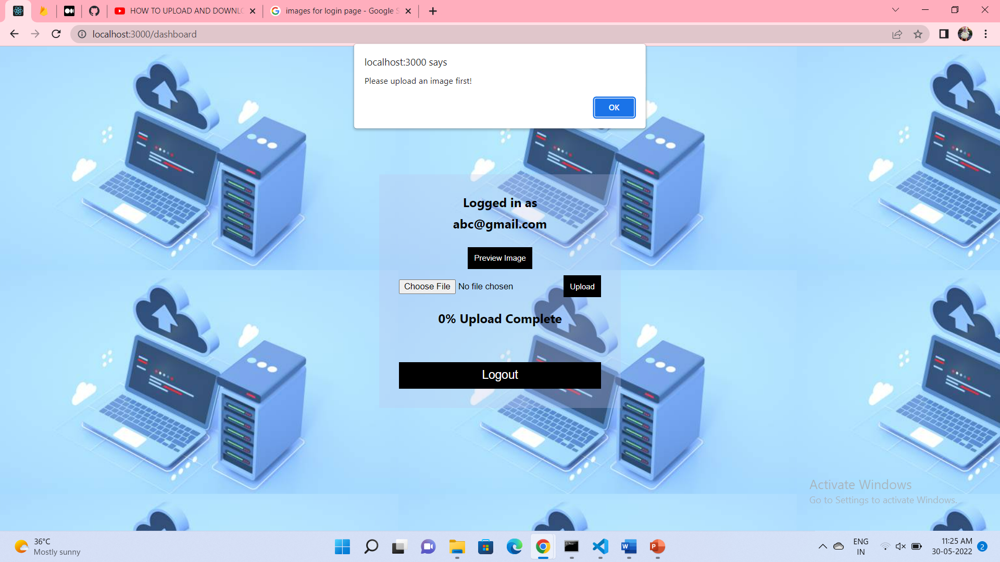 HOW TO UPLOAD AND DOWNLO
images for login page - Google S
localhost:3000/dashboard
localhost:3000 says
Please upload an image first!
OK
Logged in as
abc@gmail.com
Preview Image
Choose File No file chosen
Upload
0% Upload Complete
Logout
Activate Windows
Go to Settings to activate Windows.
36°C
Mostly sunny
ENG
IN
11:25 AM
30-05-2022
2